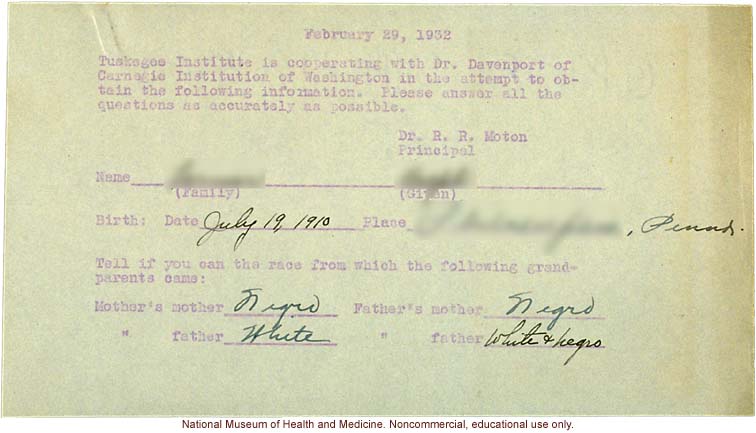 February 29, 1932
Tuskegee Institute is cooperating with Dr. Davenport of
Carnegie Institution of Washington in the attempt to ob-
tain the following information. Please answer all the
questions as accurately as possible.
Dr. R. R. Moton
Principal
Name
(Family) (Given)
Birth: Date July 19, 1910 Place , Penna.
Tell if you can the race from which the following grand-
parents came:
Mother's mother Negro Father's mother Negro
" father White " father White & negro
National Museum of Health and Medicine. Noncommercial, educational use only.